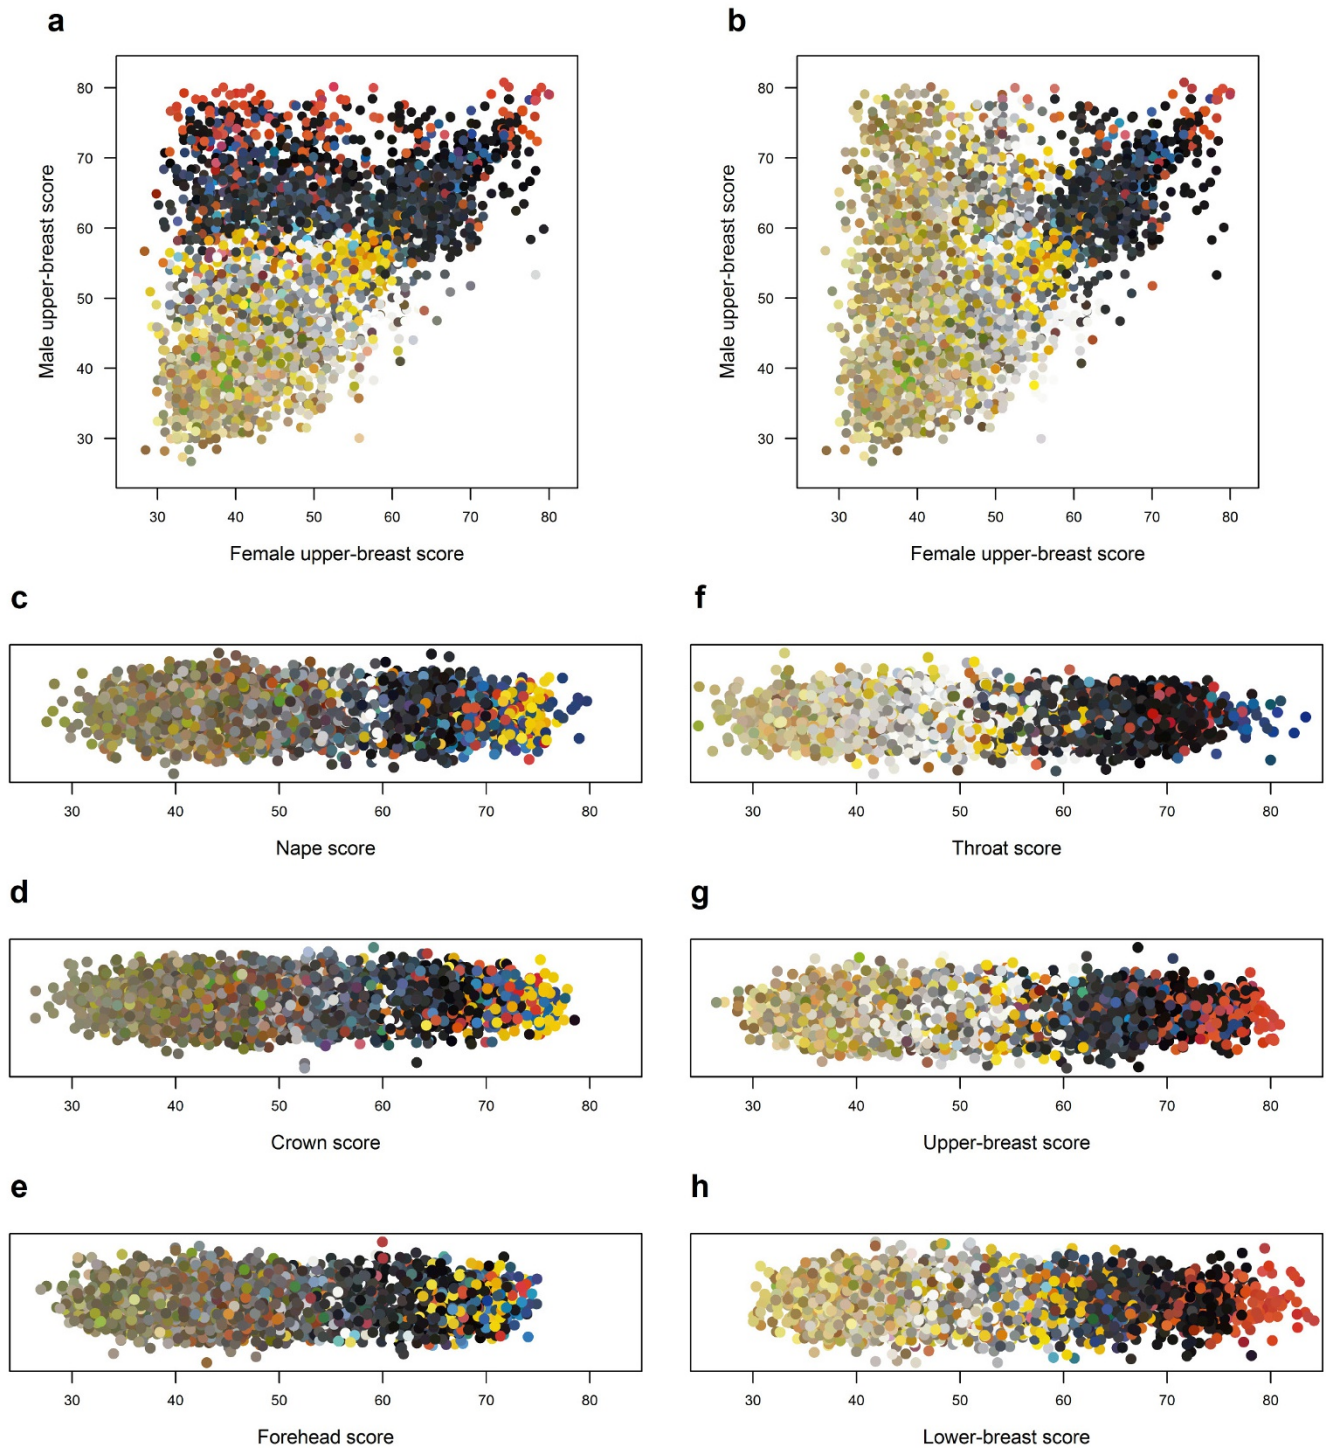 a
80
70
60
50
40
30
Male upper-breast score
30 40 50 60 70 80
Female upper-breast score
b
80
70
60
50
40
30
Male upper-breast score
30 40 50 60 70 80
Female upper-breast score
c
30 40 50 60 70 80
Nape score
d
30 40 50 60 70 80
Crown score
e
30 40 50 60 70 80
Forehead score
f
30 40 50 60 70 80
Throat score
g
30 40 50 60 70 80
Upper-breast score
h
30 40 50 60 70 80
Lower-breast score